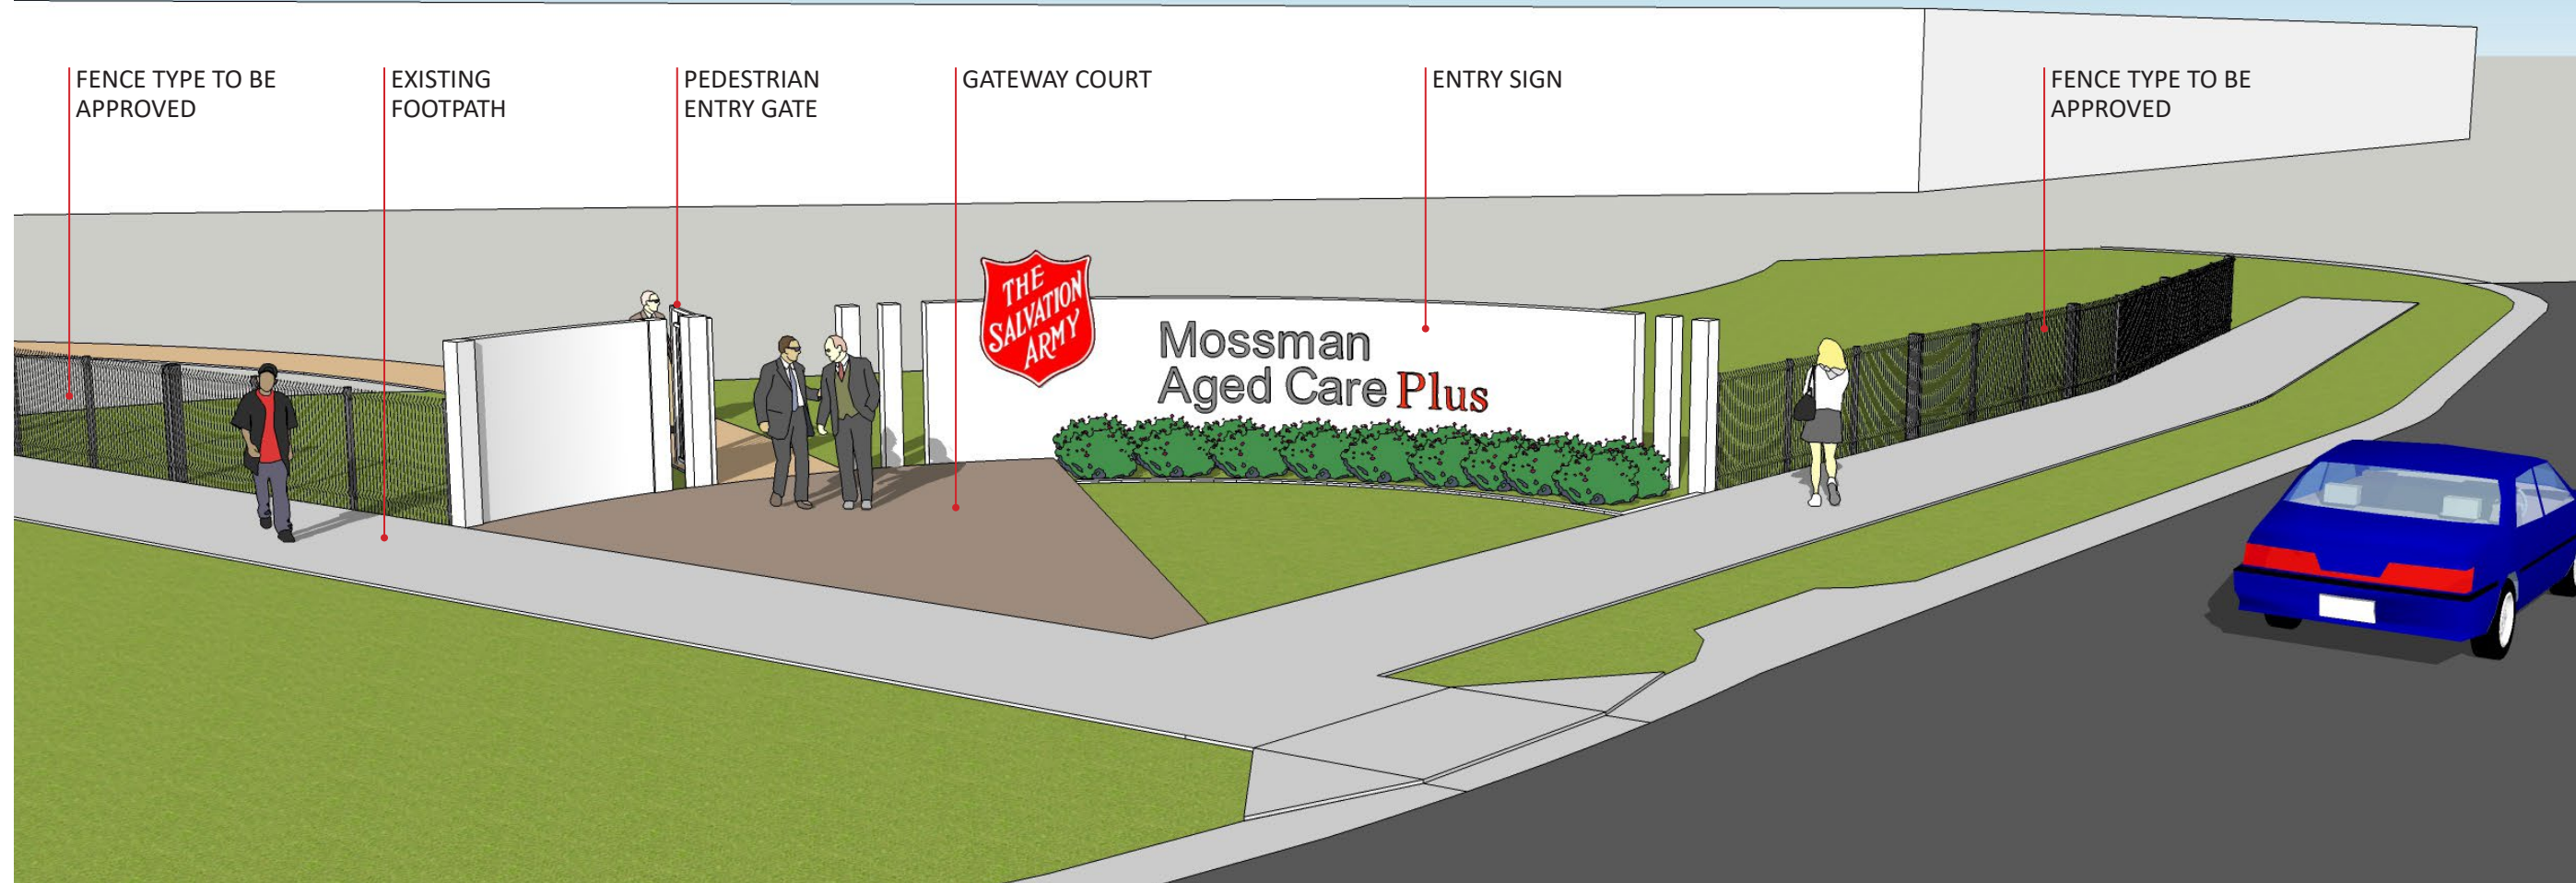 FENCE TYPE TO BE
APPROVED
EXISTING
FOOTPATH
PEDESTRIAN
ENTRY GATE
GATEWAY COURT
ENTRY SIGN
FENCE TYPE TO BE
APPROVED
THE
SALVATION
ARMY
Mossman
Aged Care Plus